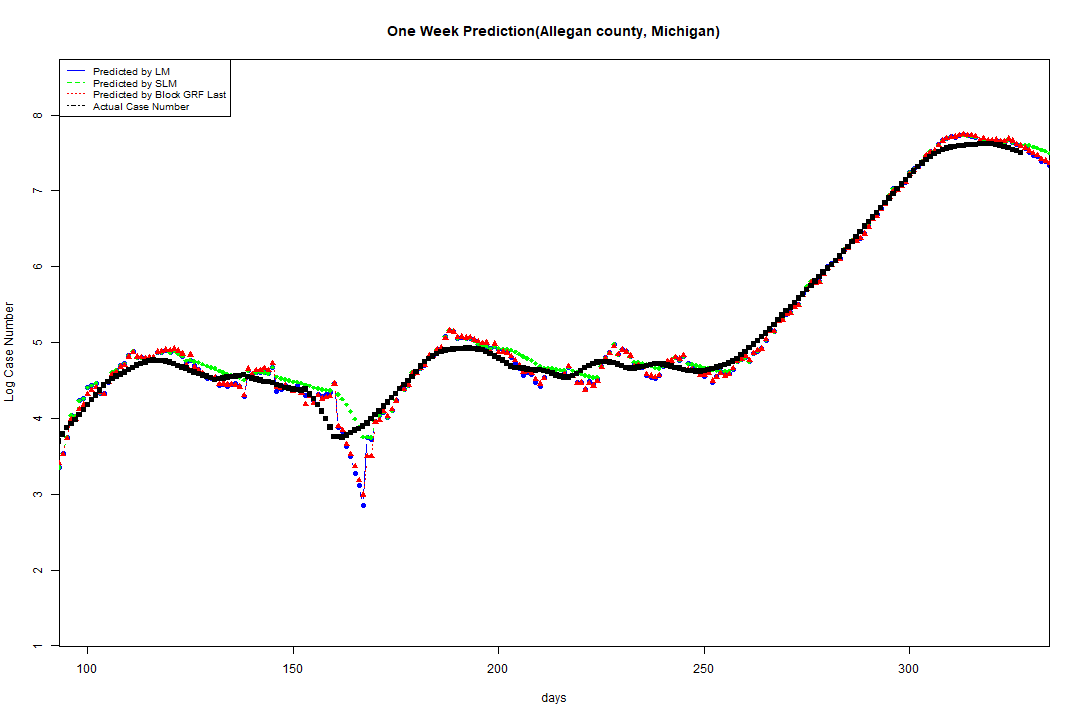 One Week Prediction(Allegan county, Michigan)
Predicted by LM
Predicted by SLM
Predicted by Block GRF Last
Actual Case Number
8
7
6
5
4
3
2
1
Log Case Number
100 150 200 250 300
days